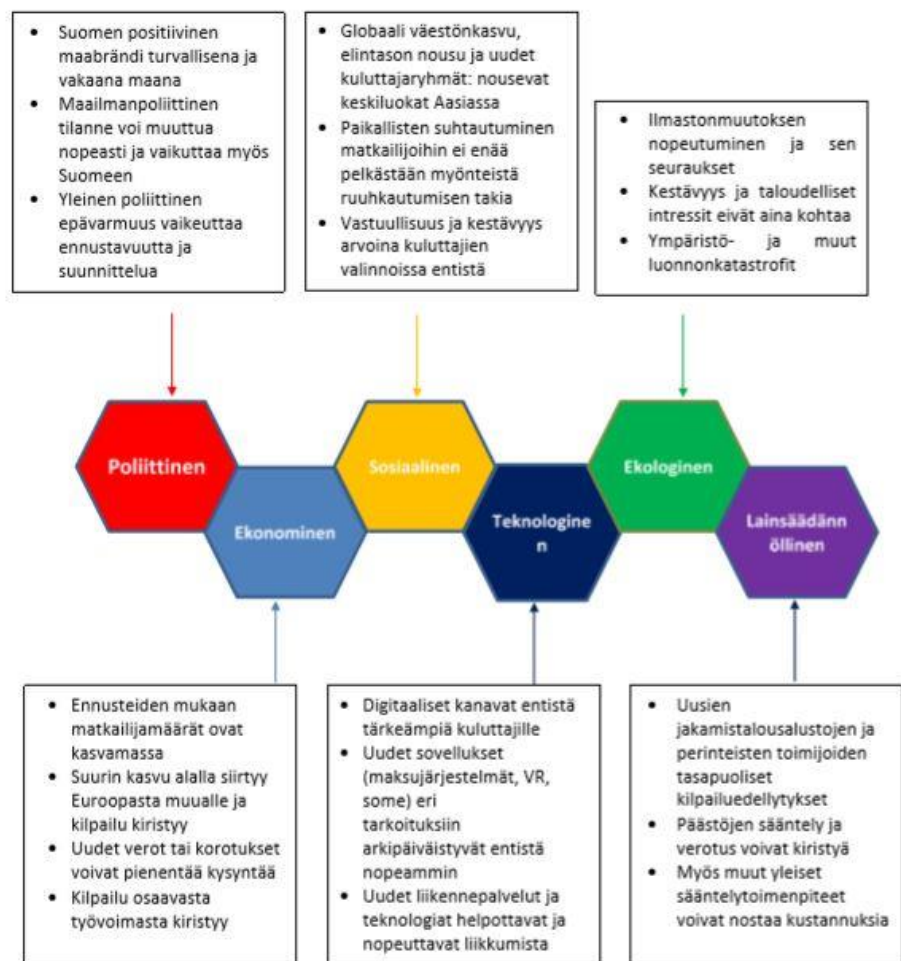 • Suomen positiivinen
maabrändi turvallisena ja
vakaana maana
• Maailmanpoliittinen
tilanne voi muuttua
nopeasti ja vaikuttaa myös
Suomeen
• Yleinen poliittinen
epävarmuus vaikeuttaa
ennustavuutta ja
suunnittelua
• Globaali väestönkasvu,
elintason nousu ja uudet
kuluttajaryhmät: nousevat
keskiluokat Aasiassa
• Paikallisten suhtautuminen
matkailijoihin ei enää
pelkästään myönteistä
ruuhkautumisen takia
• Vastuullisuus ja kestävyys
arvoina kuluttajien
valinnoissa entistä
• Ilmastonmuutoksen
nopeutuminen ja sen
seuraukset
• Kestävyys ja taloudelliset
intressit eivät aina kohtaa
• Ympäristö- ja muut
luonnonkatastrofit
Poliittinen
Ekonominen
Sosiaalinen
Teknologine
n
Ekologinen
Lainsäädänn
öllinen
• Ennusteiden mukaan
matkailijamäärät ovat
kasvamassa
• Suurin kasvu alalla siirtyy
Euroopasta muualle ja
kilpailu kiristyy
• Uudet verot tai korotukset
voivat pienentää kysyntää
• Kilpailu osaavasta
työvoimasta kiristyy
• Digitaaliset kanavat entistä
tärkeämpiä kuluttajille
• Uudet sovellukset
(maksujärjestelmät, VR,
some) eri
tarkoituksiin
arkipäiväistyvät entistä
nopeammin
• Uudet liikennepalvelut ja
teknologiat helpottavat ja
nopeuttavat liikkumista
• Uusien
jakamistalousalustojen ja
perinteisten toimijoiden
tasapuoliset
kilpailuedellytykset
• Päästöjen sääntely ja
verotus voivat kiristyä
• Myös muut yleiset
sääntelytoimenpiteet
voivat nostaa kustannuksia